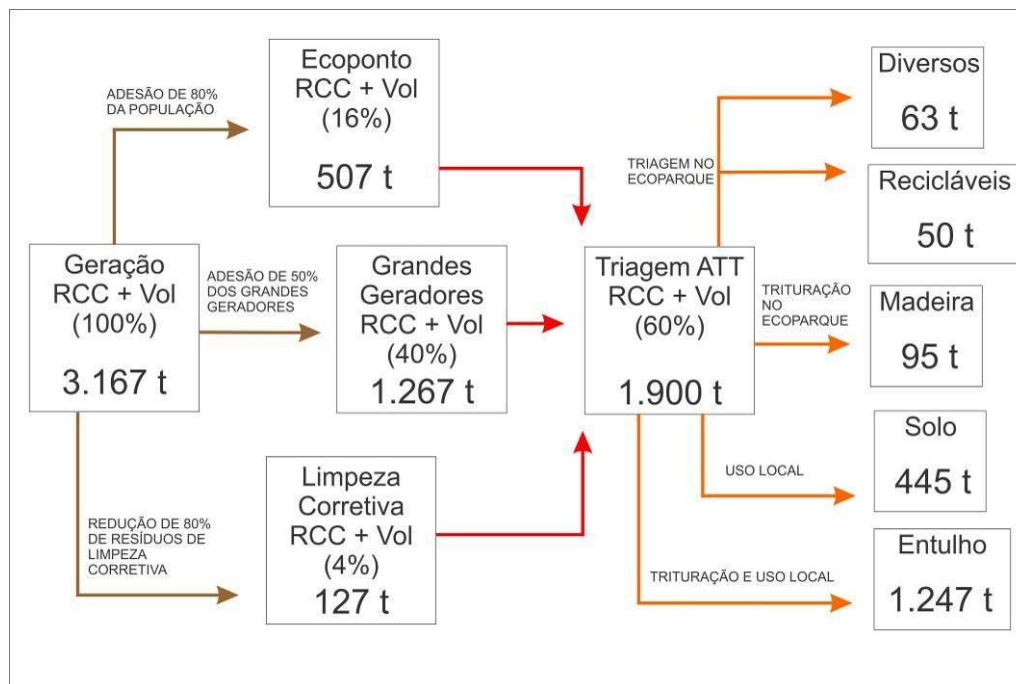 ADESÃO DE 80%
DA POPULAÇÃO
Ecoponto
RCC + Vol
(16%)
507 t
Geração
RCC + Vol
(100%)
3.167 t
ADESÃO DE 50%
DOS GRANDES
GERADORES
Grandes
Geradores
RCC + Vol
(40%)
1.267 t
REDUÇÃO DE 80%
DE RESÍDUOS DE
LIMPEZA
CORRETIVA
Limpeza
Corretiva
RCC + Vol
(4%)
127 t
Triagem ATT
RCC + Vol
(60%)
1.900 t
TRIAGEM NO
ECOPARQUE
Diversos
63 t
Recicláveis
50 t
TRITURAÇÃO
NO
ECOPARQUE
Madeira
95 t
USO LOCAL
Solo
445 t
TRITURAÇÃO E USO LOCAL
Entulho
1.247 t